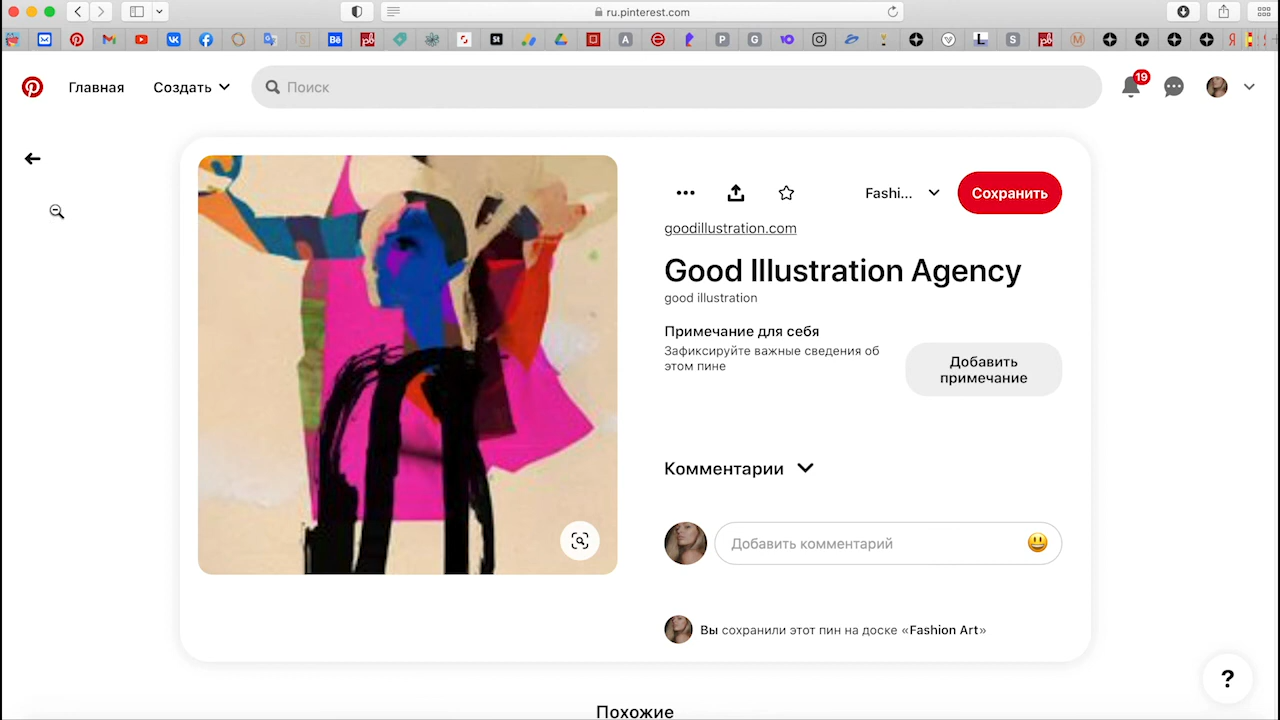 ru.pinterest.com
Bē
St
A
P
G
L
S
M
Я
Главная
Создать
Поиск
19
Fashi...
Сохранить
goodillustration.com
Good Illustration Agency
good illustration
Примечание для себя
Зафиксируйте важные сведения об
этом пине
Добавить
примечание
Комментарии
Добавить комментарий
Вы сохранили этот пин на доске «Fashion Art»
?
Похожие